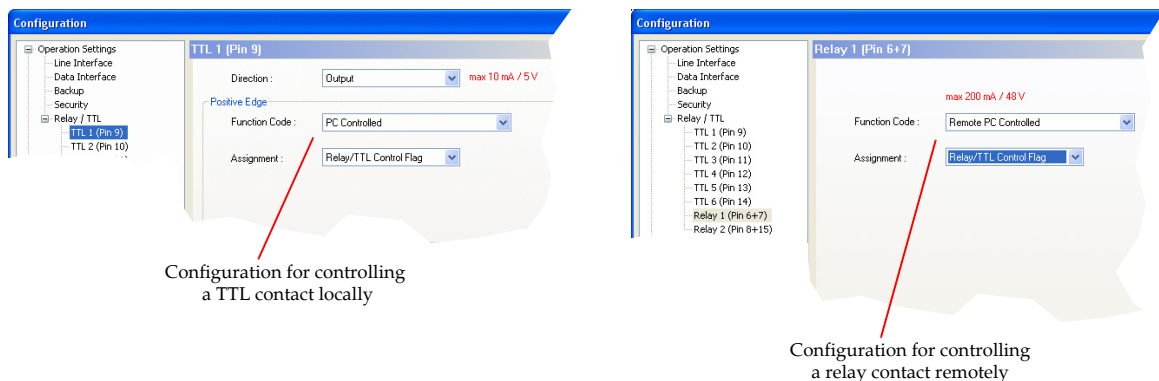 Configuration
Operation Settings
Line Interface
Data Interface
Backup
Security
Relay / TTL
TTL 1 (Pin 9)
TTL 2 (Pin 10)
TTL 1 (Pin 9)
Direction :
Output
max 10 mA / 5 V
Positive Edge
Function Code :
PC Controlled
Assignment :
Relay/TTL Control Flag
Configuration for controlling
a TTL contact locally
Configuration
Operation Settings
Line Interface
Data Interface
Backup
Security
Relay / TTL
TTL 1 (Pin 9)
TTL 2 (Pin 10)
TTL 3 (Pin 11)
TTL 4 (Pin 12)
TTL 5 (Pin 13)
TTL 6 (Pin 14)
Relay 1 (Pin 6+7)
Relay 2 (Pin 8+15)
Relay 1 (Pin 6+7)
max 200 mA / 48 V
Function Code :
Remote PC Controlled
Assignment :
Relay/TTL Control Flag
Configuration for controlling
a relay contact remotely